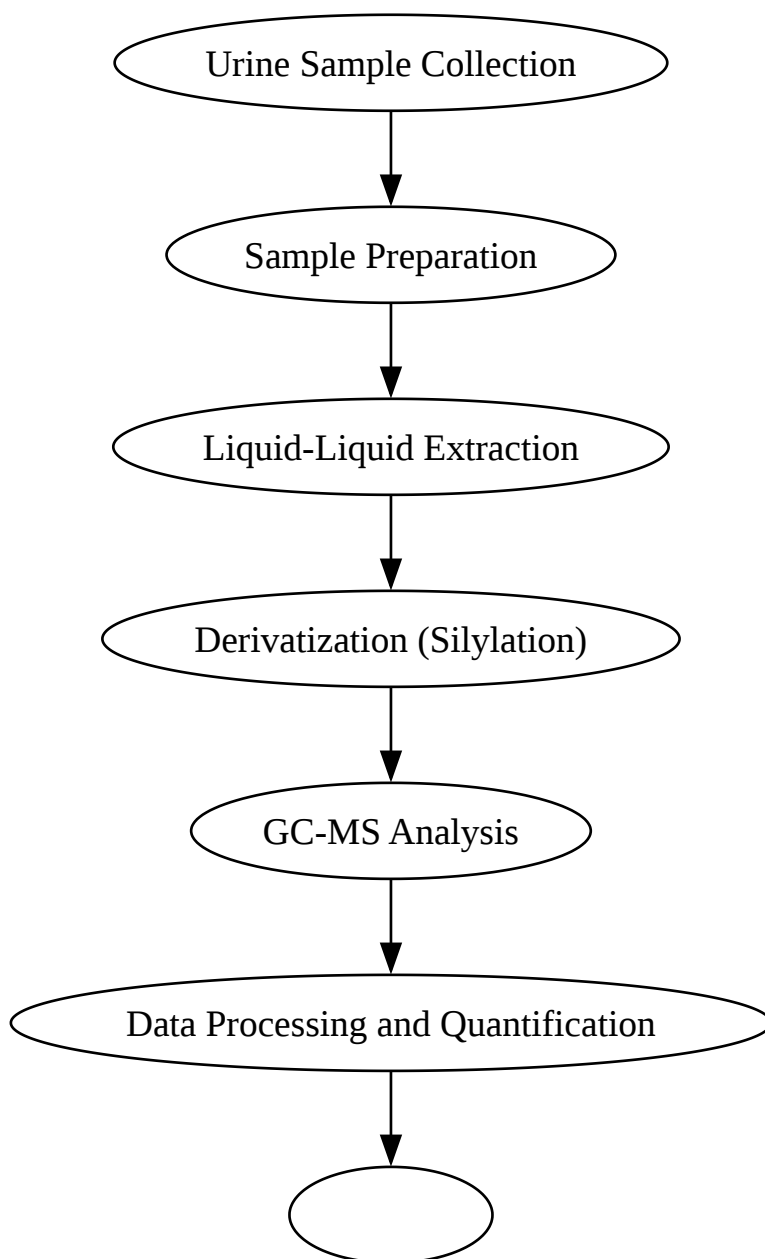 Urine Sample Collection
Sample Preparation
Liquid-Liquid Extraction
Derivatization (Silylation)
GC-MS Analysis
Data Processing and Quantification